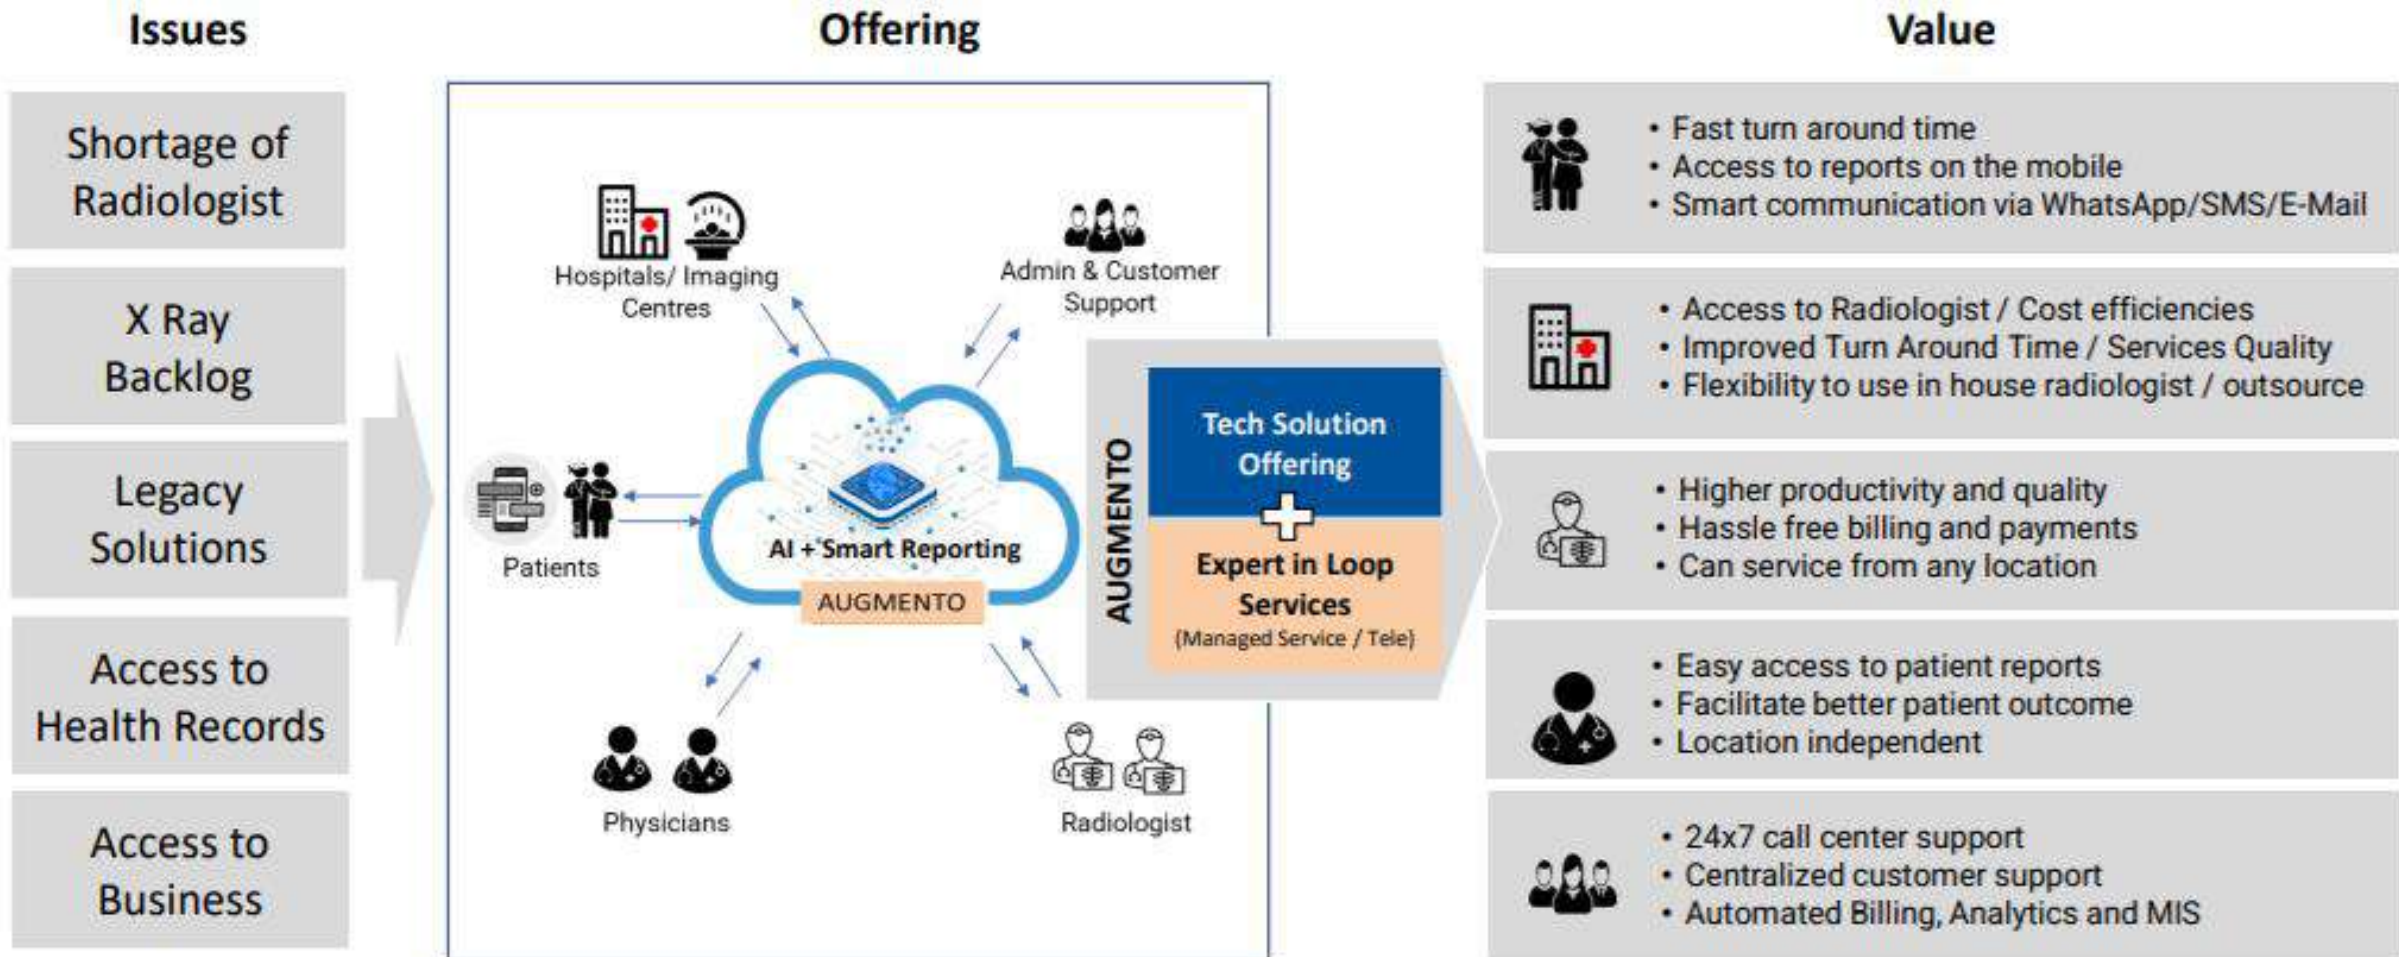 Issues
Offering
Value
Shortage of
Radiologist
X Ray
Backlog
Legacy
Solutions
Access to
Health Records
Access to
Business
Hospitals/ Imaging
Centres
Admin & Customer
Support
Patients
AI + Smart Reporting
AUGMENTO
Physicians
Radiologist
AUGMENTO
Tech Solution
Offering
Expert in Loop
Services
(Managed Service / Tele)
• Fast turn around time
• Access to reports on the mobile
• Smart communication via WhatsApp/SMS/E-Mail
• Access to Radiologist / Cost efficiencies
• Improved Turn Around Time / Services Quality
• Flexibility to use in house radiologist / outsource
• Higher productivity and quality
• Hassle free billing and payments
• Can service from any location
• Easy access to patient reports
• Facilitate better patient outcome
• Location independent
• 24x7 call center support
• Centralized customer support
• Automated Billing, Analytics and MIS